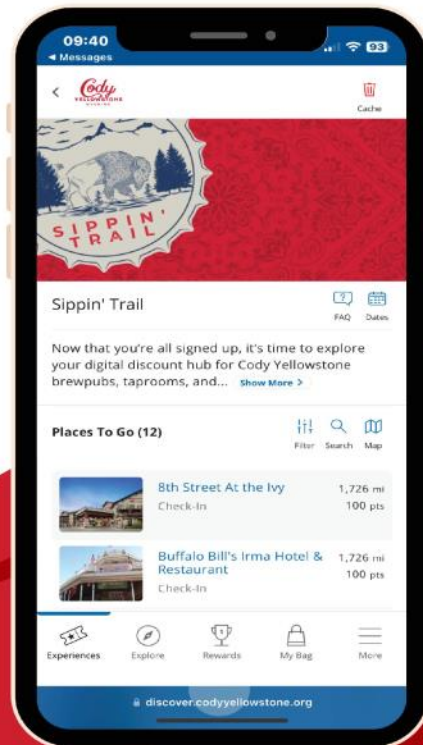 09:40
93
◄ Messages
Cody
YELLOWSTONE
Cache
SIPPIN'
TRAIL
Sippin' Trail
FAQ
Dates
Now that you're all signed up, it's time to explore
your digital discount hub for Cody Yellowstone
brewpubs, taprooms, and... Show More >
Places To Go (12)
Filter
Search
Map
8th Street At the Ivy
1,726 mi
Check-In
100 pts
Buffalo Bill's Irma Hotel &
Restaurant
1,726 mi
100 pts
Check-In
Experiences
Explore
Rewards
My Bag
More
discover.codyyellowstone.org